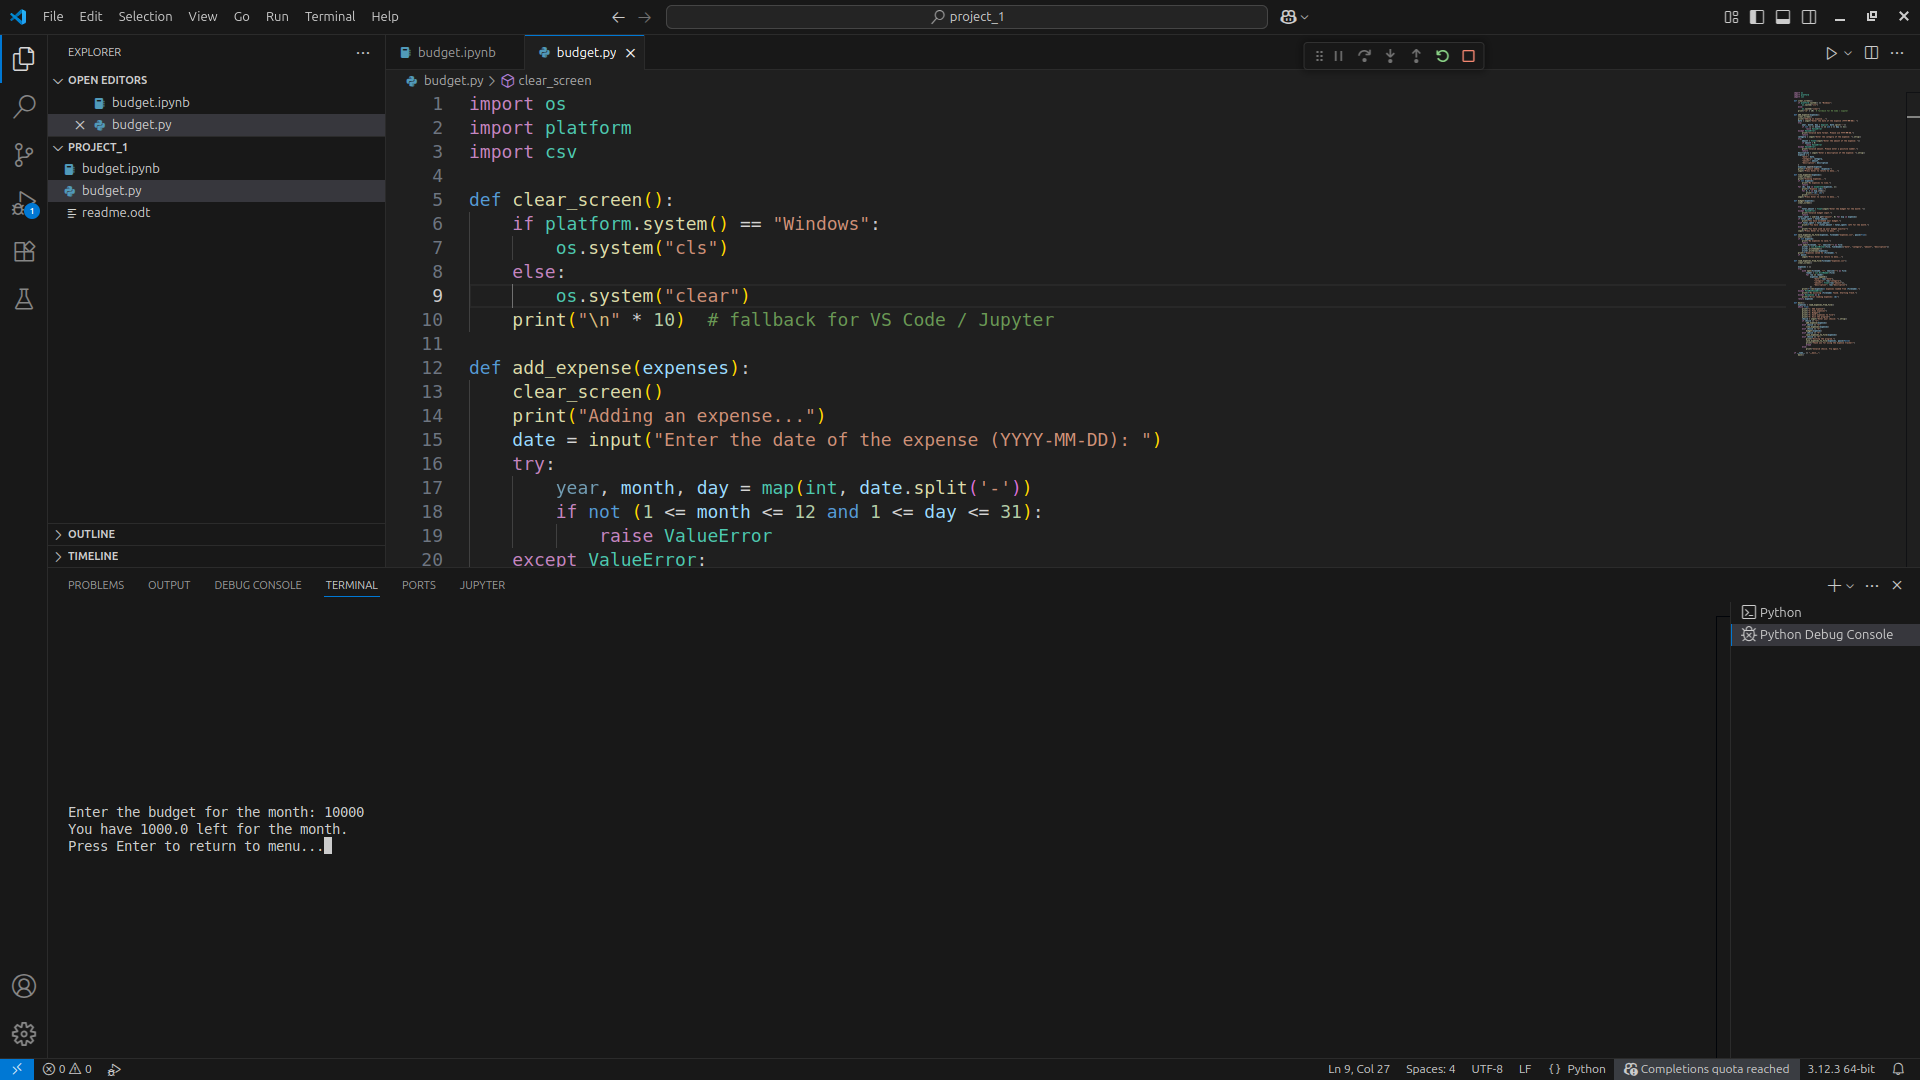 File Edit Selection View Go Run Terminal Help
project_1
EXPLORER
OPEN EDITORS
budget.ipynb
budget.py
PROJECT_1
budget.ipynb
budget.py
readme.odt
OUTLINE
TIMELINE
budget.ipynb budget.py
budget.py > clear_screen
1 import os
2 import platform
3 import csv
4
5 def clear_screen():
6 if platform.system() == "Windows":
7 os.system("cls")
8 else:
9 os.system("clear")
10 print("\n" * 10)  # fallback for VS Code / Jupyter
11
12 def add_expense(expenses):
13 clear_screen()
14 print("Adding an expense...")
15 date = input("Enter the date of the expense (YYYY-MM-DD): ")
16 try:
17 year, month, day = map(int, date.split('-'))
18 if not (1 <= month <= 12 and 1 <= day <= 31):
19 raise ValueError
20 except ValueError:
PROBLEMS OUTPUT DEBUG CONSOLE TERMINAL PORTS JUPYTER
Python
Python Debug Console
Enter the budget for the month: 10000
You have 1000.0 left for the month.
Press Enter to return to menu...
1
0 0
Ln 9, Col 27 Spaces: 4 UTF-8 LF {} Python Completions quota reached 3.12.3 64-bit